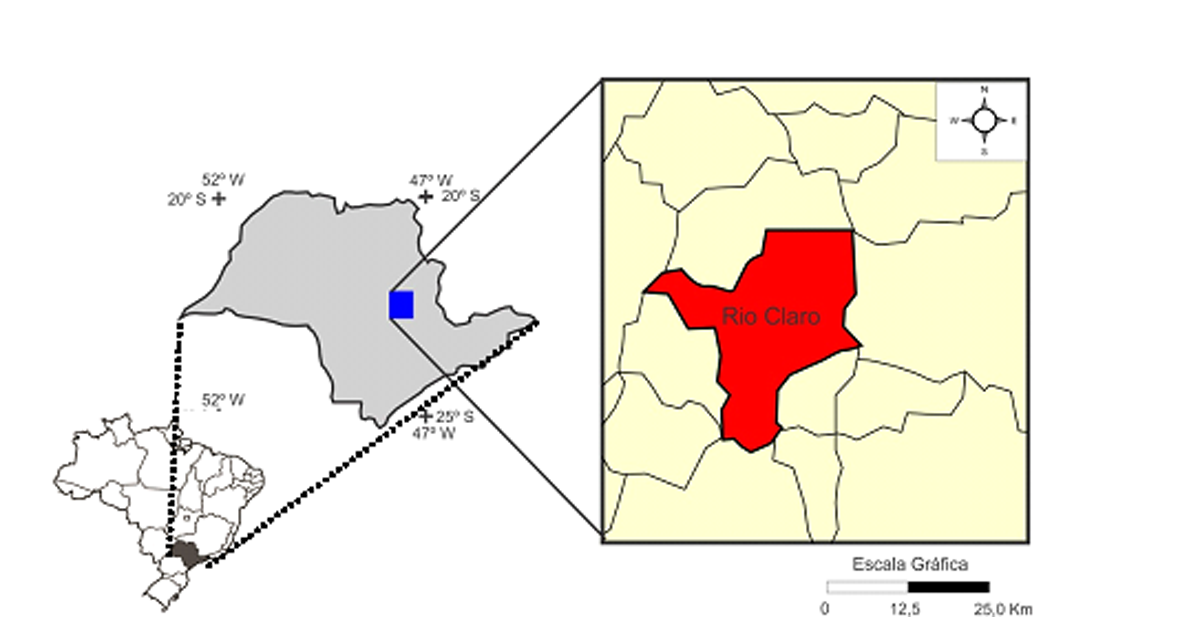 52º W
20º S
47º W
20º S
52º W
25º S
47º W
N
W E
S
Rio Claro
Escala Gráfica
0 12,5 25,0 Km